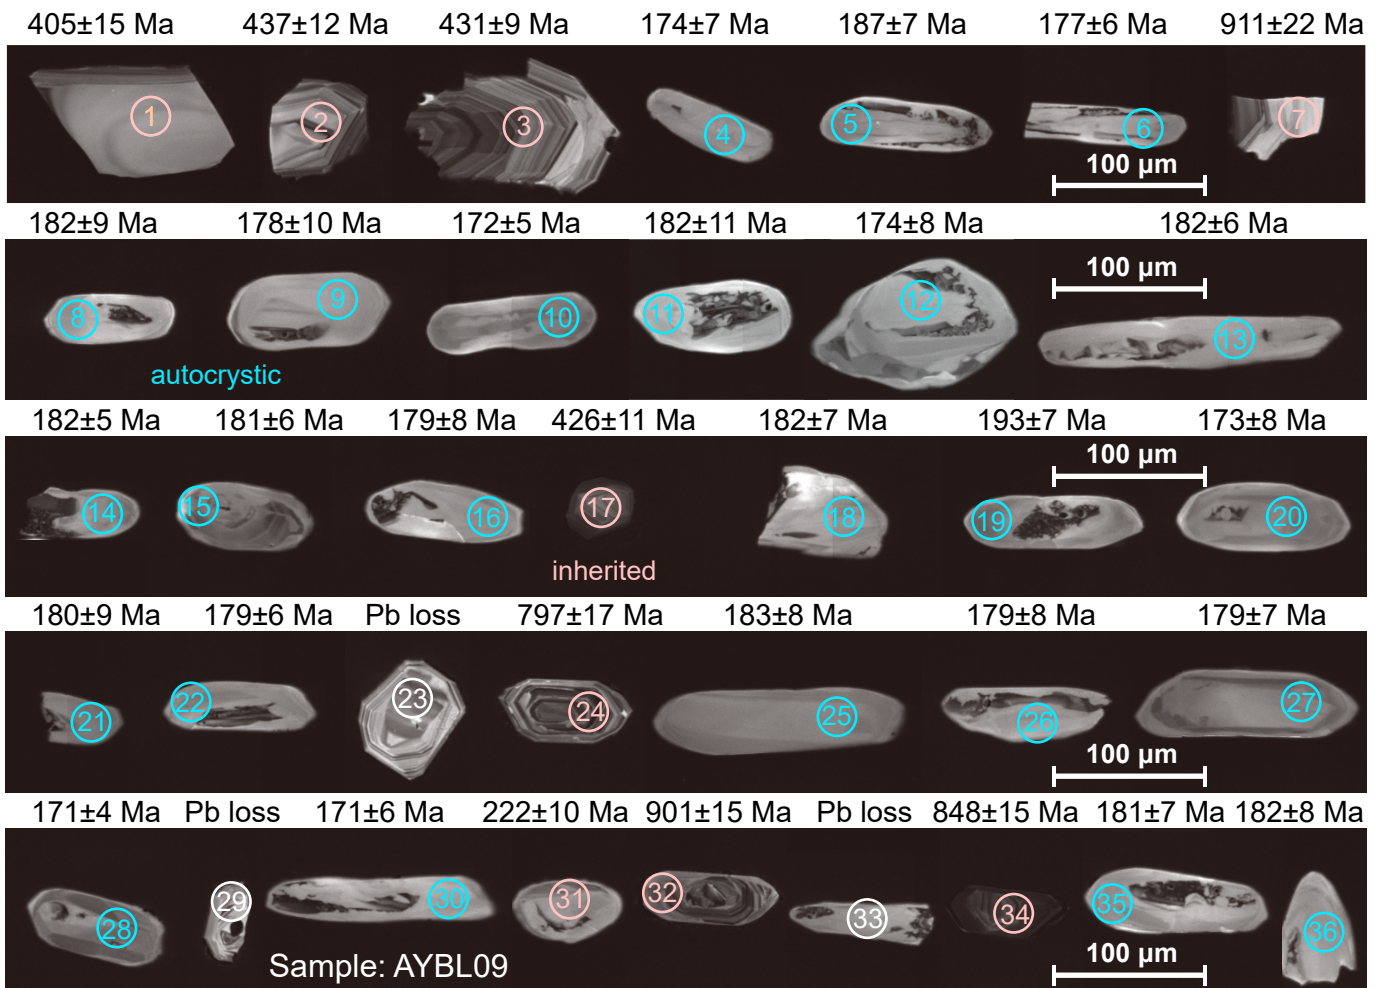 405±15 Ma 437±12 Ma 431±9 Ma 174±7 Ma 187±7 Ma 177±6 Ma 911±22 Ma
1 2 3 4 5 6 7
100 µm
182±9 Ma 178±10 Ma 172±5 Ma 182±11 Ma 174±8 Ma 182±6 Ma
100 µm
8 9 10 11 12 13
autocrystic
182±5 Ma 181±6 Ma 179±8 Ma 426±11 Ma 182±7 Ma 193±7 Ma 173±8 Ma
100 µm
14 15 16 17 18 19 20
inherited
180±9 Ma 179±6 Ma Pb loss 797±17 Ma 183±8 Ma 179±8 Ma 179±7 Ma
21 22 23 24 25 26 27
100 µm
171±4 Ma Pb loss 171±6 Ma 222±10 Ma 901±15 Ma Pb loss 848±15 Ma 181±7 Ma 182±8 Ma
28 29 30 31 32 33 34 35 36
100 µm
Sample: AYBL09